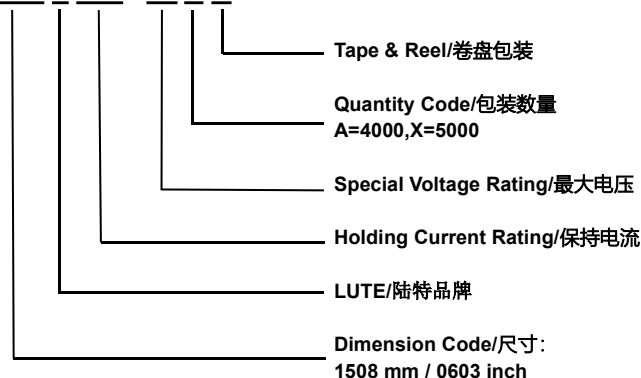 Tape & Reel/卷盘包装
Quantity Code/包装数量
A=4000,X=5000
Special Voltage Rating/最大电压
Holding Current Rating/保持电流
LUTE/陆特品牌
Dimension Code/尺寸:
1508 mm / 0603 inch